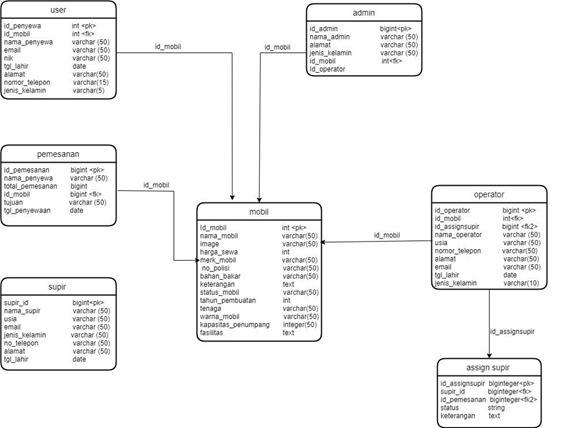 user
id_penyewa int <pk>
id_mobil int <fk>
nama_penyewa varchar (50)
email varchar (50)
nik varchar (50)
tgl_lahir date
alamat varchar(50)
nomor_telepon varchar(15)
jenis_kelamin varchar(5)
admin
id_admin bigint<pk>
nama_admin varchar (50)
alamat varchar (50)
jenis_kelamin varchar (50)
id_mobil int<fk>
Id_operator
id_mobil
id_mobil
pemesanan
id_pemesanan bigint <pk>
nama_penyewa varchar (50)
total_pemesanan bigint
id_mobil bigint <fk>
tujuan varchar (50)
tgl_penyewaan date
id_mobil
mobil
Id_mobil int <pk>
nama_mobil varchar(50)
image varchar(50)
harga_sewa int
merk_mobil varchar(50)
no_polisi varchar(50)
bahan_bakar varchar(50)
keterangan text
status_mobil varchar(50)
tahun_pembuatan int
tenaga varchar(50)
warna_mobil varchar(50)
kapasitas_penumpang integer(50)
fasilitas text
operator
id_operator bigint <pk>
id_mobil int<fk>
id_assignsupir bigint <fk2>
nama_operator varchar (50)
usia varchar (50)
nomor_telepon varchar(50)
alamat varchar(50)
email varchar (50)
tgl_lahir date
jenis_kelamin varchar(10)
id_mobil
supir
supir_id bigint<pk>
nama_supir varchar (50)
usia varchar (50)
email varchar (50)
jenis_kelamin varchar (50)
no_telepon varchar (50)
alamat varchar (50)
tgl_lahir date
id_assignsupir
assign supir
id_assignsupir biginteger<pk>
supir_id biginteger<fk>
id_pemesanan biginteger<fk2>
status string
keterangan text